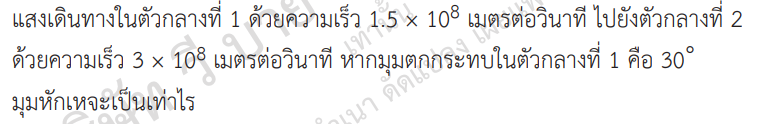 แสงเดินทางในตัวกลางที่ 1 ด้วยความเร็ว 1.5 × 10⁸ เมตรต่อวินาที ไปยังตัวกลางที่ 2
ด้วยความเร็ว 3 × 10⁸ เมตรต่อวินาที หากมุมตกกระทบในตัวกลางที่ 1 คือ 30°
มุมหักเหจะเป็นเท่าไร